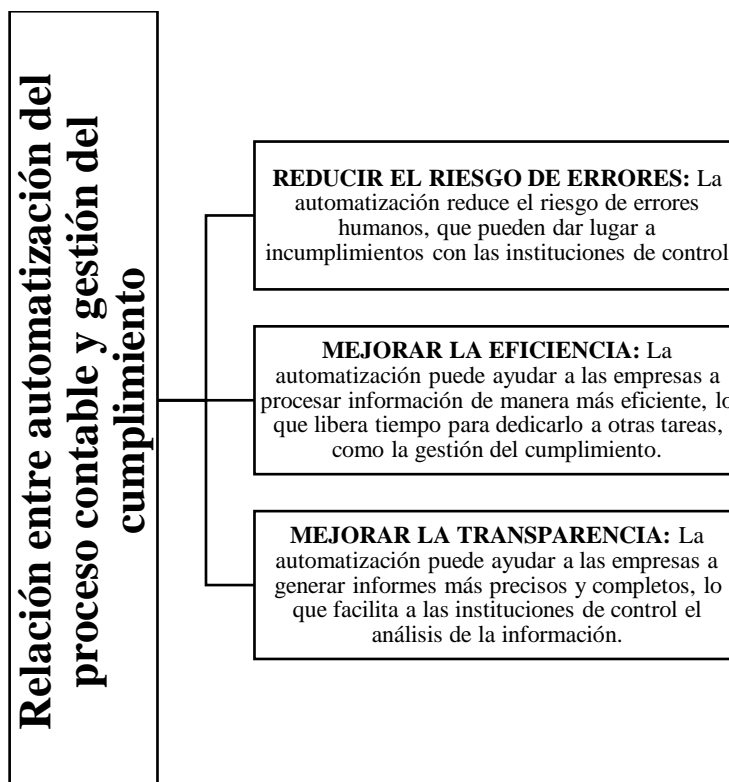 Relación entre automatización del
proceso contable y gestión del
cumplimiento
REDUCIR EL RIESGO DE ERRORES: La
automatización reduce el riesgo de errores
humanos, que pueden dar lugar a
incumplimientos con las instituciones de control
MEJORAR LA EFICIENCIA: La
automatización puede ayudar a las empresas a
procesar información de manera más eficiente, lo
que libera tiempo para dedicarlo a otras tareas,
como la gestión del cumplimiento.
MEJORAR LA TRANSPARENCIA: La
automatización puede ayudar a las empresas a
generar informes más precisos y completos, lo
que facilita a las instituciones de control el
análisis de la información.